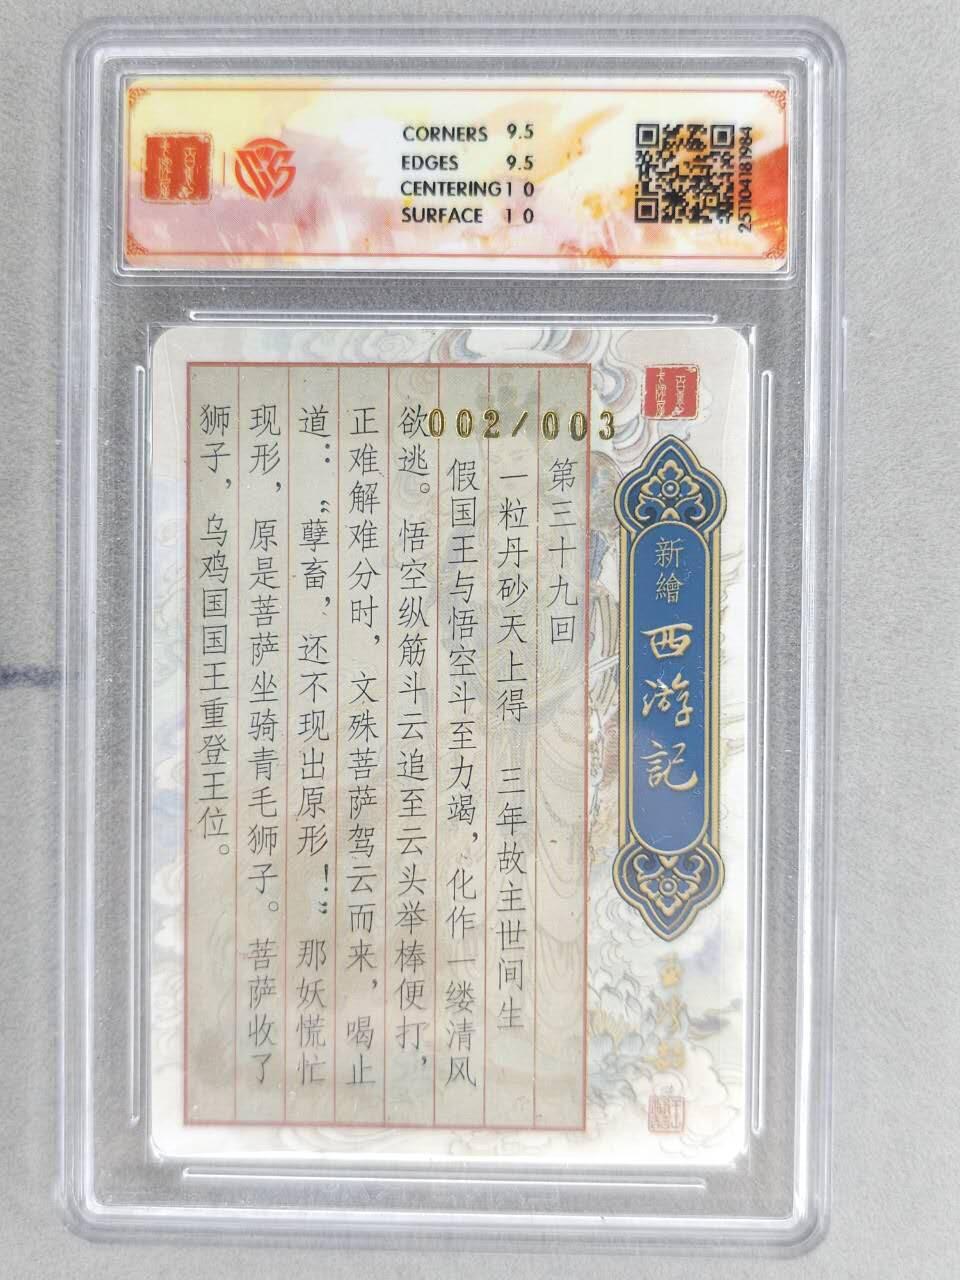 CORNERS 9.5
EDGES 9.5
CENTERING 10
SURFACE 10
251104181984
002/003
新繪
西游記
第三十九回
一粒丹砂天上得 三年故主世间生
假国王与悟空斗至力竭，化作一缕清风
欲逃。悟空纵筋斗云追至云头举棒便打，
正难解难分时，文殊菩萨驾云而来，喝止
道：“孽畜，还不现出原形！”那妖慌忙
现形，原是菩萨坐骑青毛狮子。菩萨收了
狮子，乌鸡国国王重登王位。